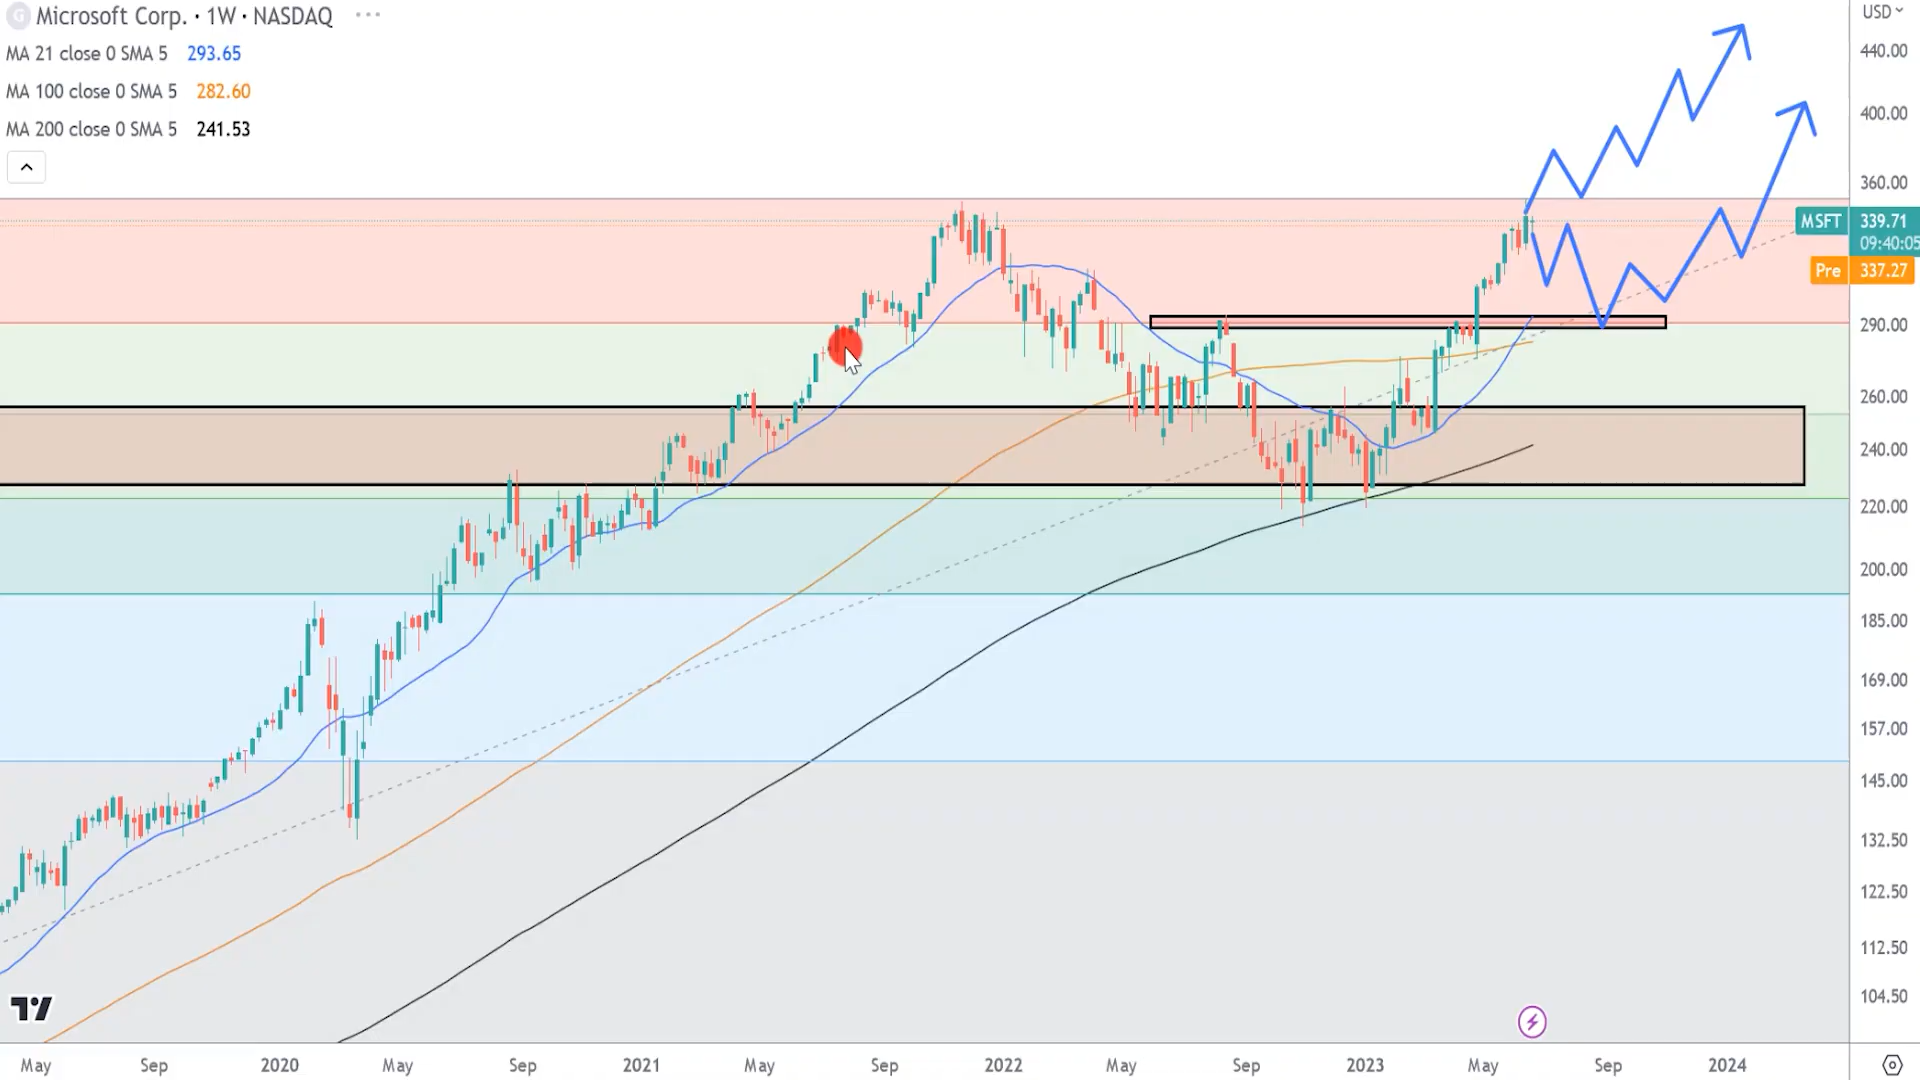 Microsoft Corp. · 1W · NASDAQ ···
MA 21 close 0 SMA 5 293.65
MA 100 close 0 SMA 5 282.60
MA 200 close 0 SMA 5 241.53
USD
440.00
400.00
360.00
MSFT 339.71
09:40:05
Pre 337.27
290.00
260.00
240.00
220.00
200.00
185.00
169.00
157.00
145.00
132.50
122.50
112.50
104.50
May Sep 2020 May Sep 2021 May Sep 2022 May Sep 2023 May Sep 2024